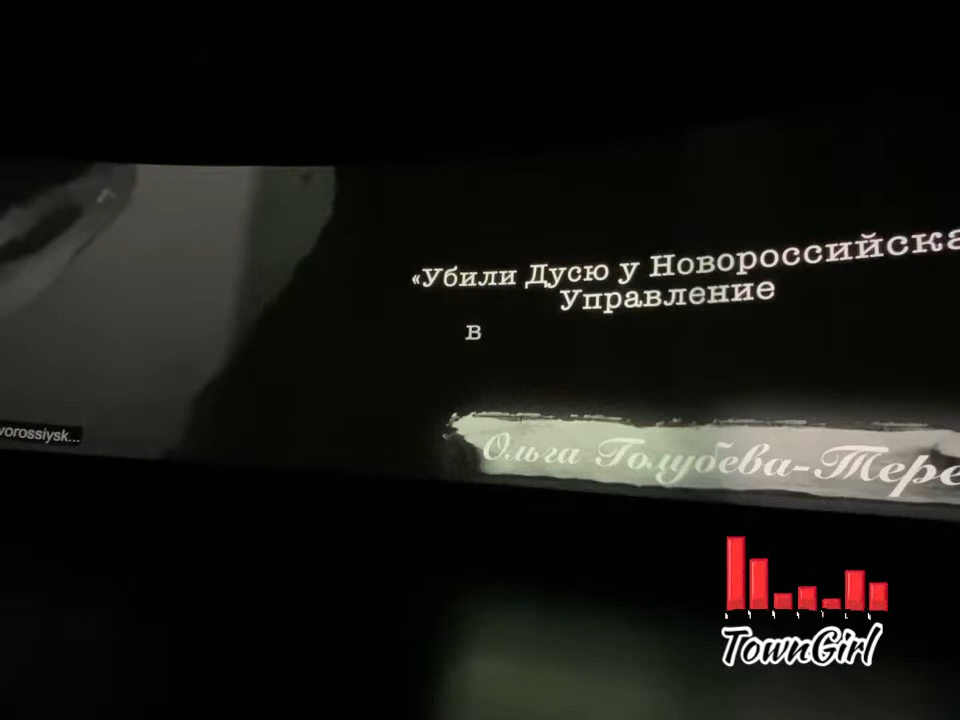 «Убили Дусю у Новороссийска
Управление
в
vorossiysk...
Ольга Голубева-Тере
TownGirl